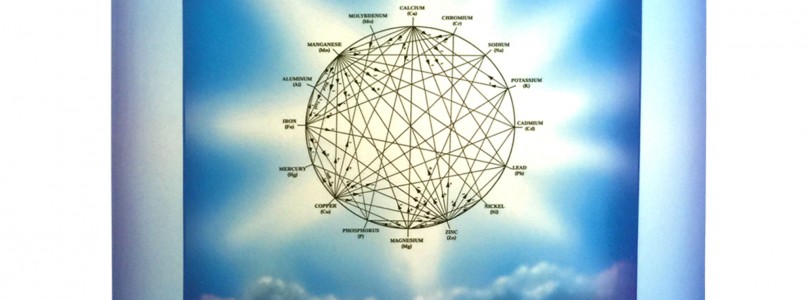 CALCIUM
(Ca)
CHROMIUM
(Cr)
SODIUM
(Na)
POTASSIUM
(K)
CADMIUM
(Cd)
LEAD
(Pb)
NICKEL
(Ni)
ZINC
(Zn)
MAGNESIUM
(Mg)
PHOSPHORUS
(P)
COPPER
(Cu)
MERCURY
(Hg)
IRON
(Fe)
ALUMINUM
(Al)
MANGANESE
(Mn)
MOLYBDENUM
(Mo)